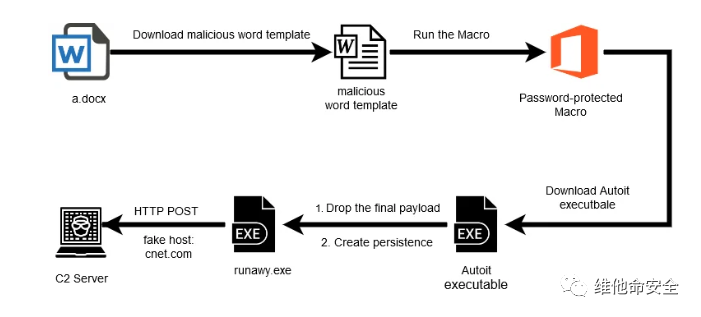 Download malicious word template
Run the Macro
W
W
a.docx
malicious
word template
Password-protected
Macro
Download Autoit
executbale
HTTP POST
1. Drop the final payload
EXE
EXE
fake host:
cnet.com
2. Create persistence
C2 Server
runawy.exe
Autoit
executable
维他命安全